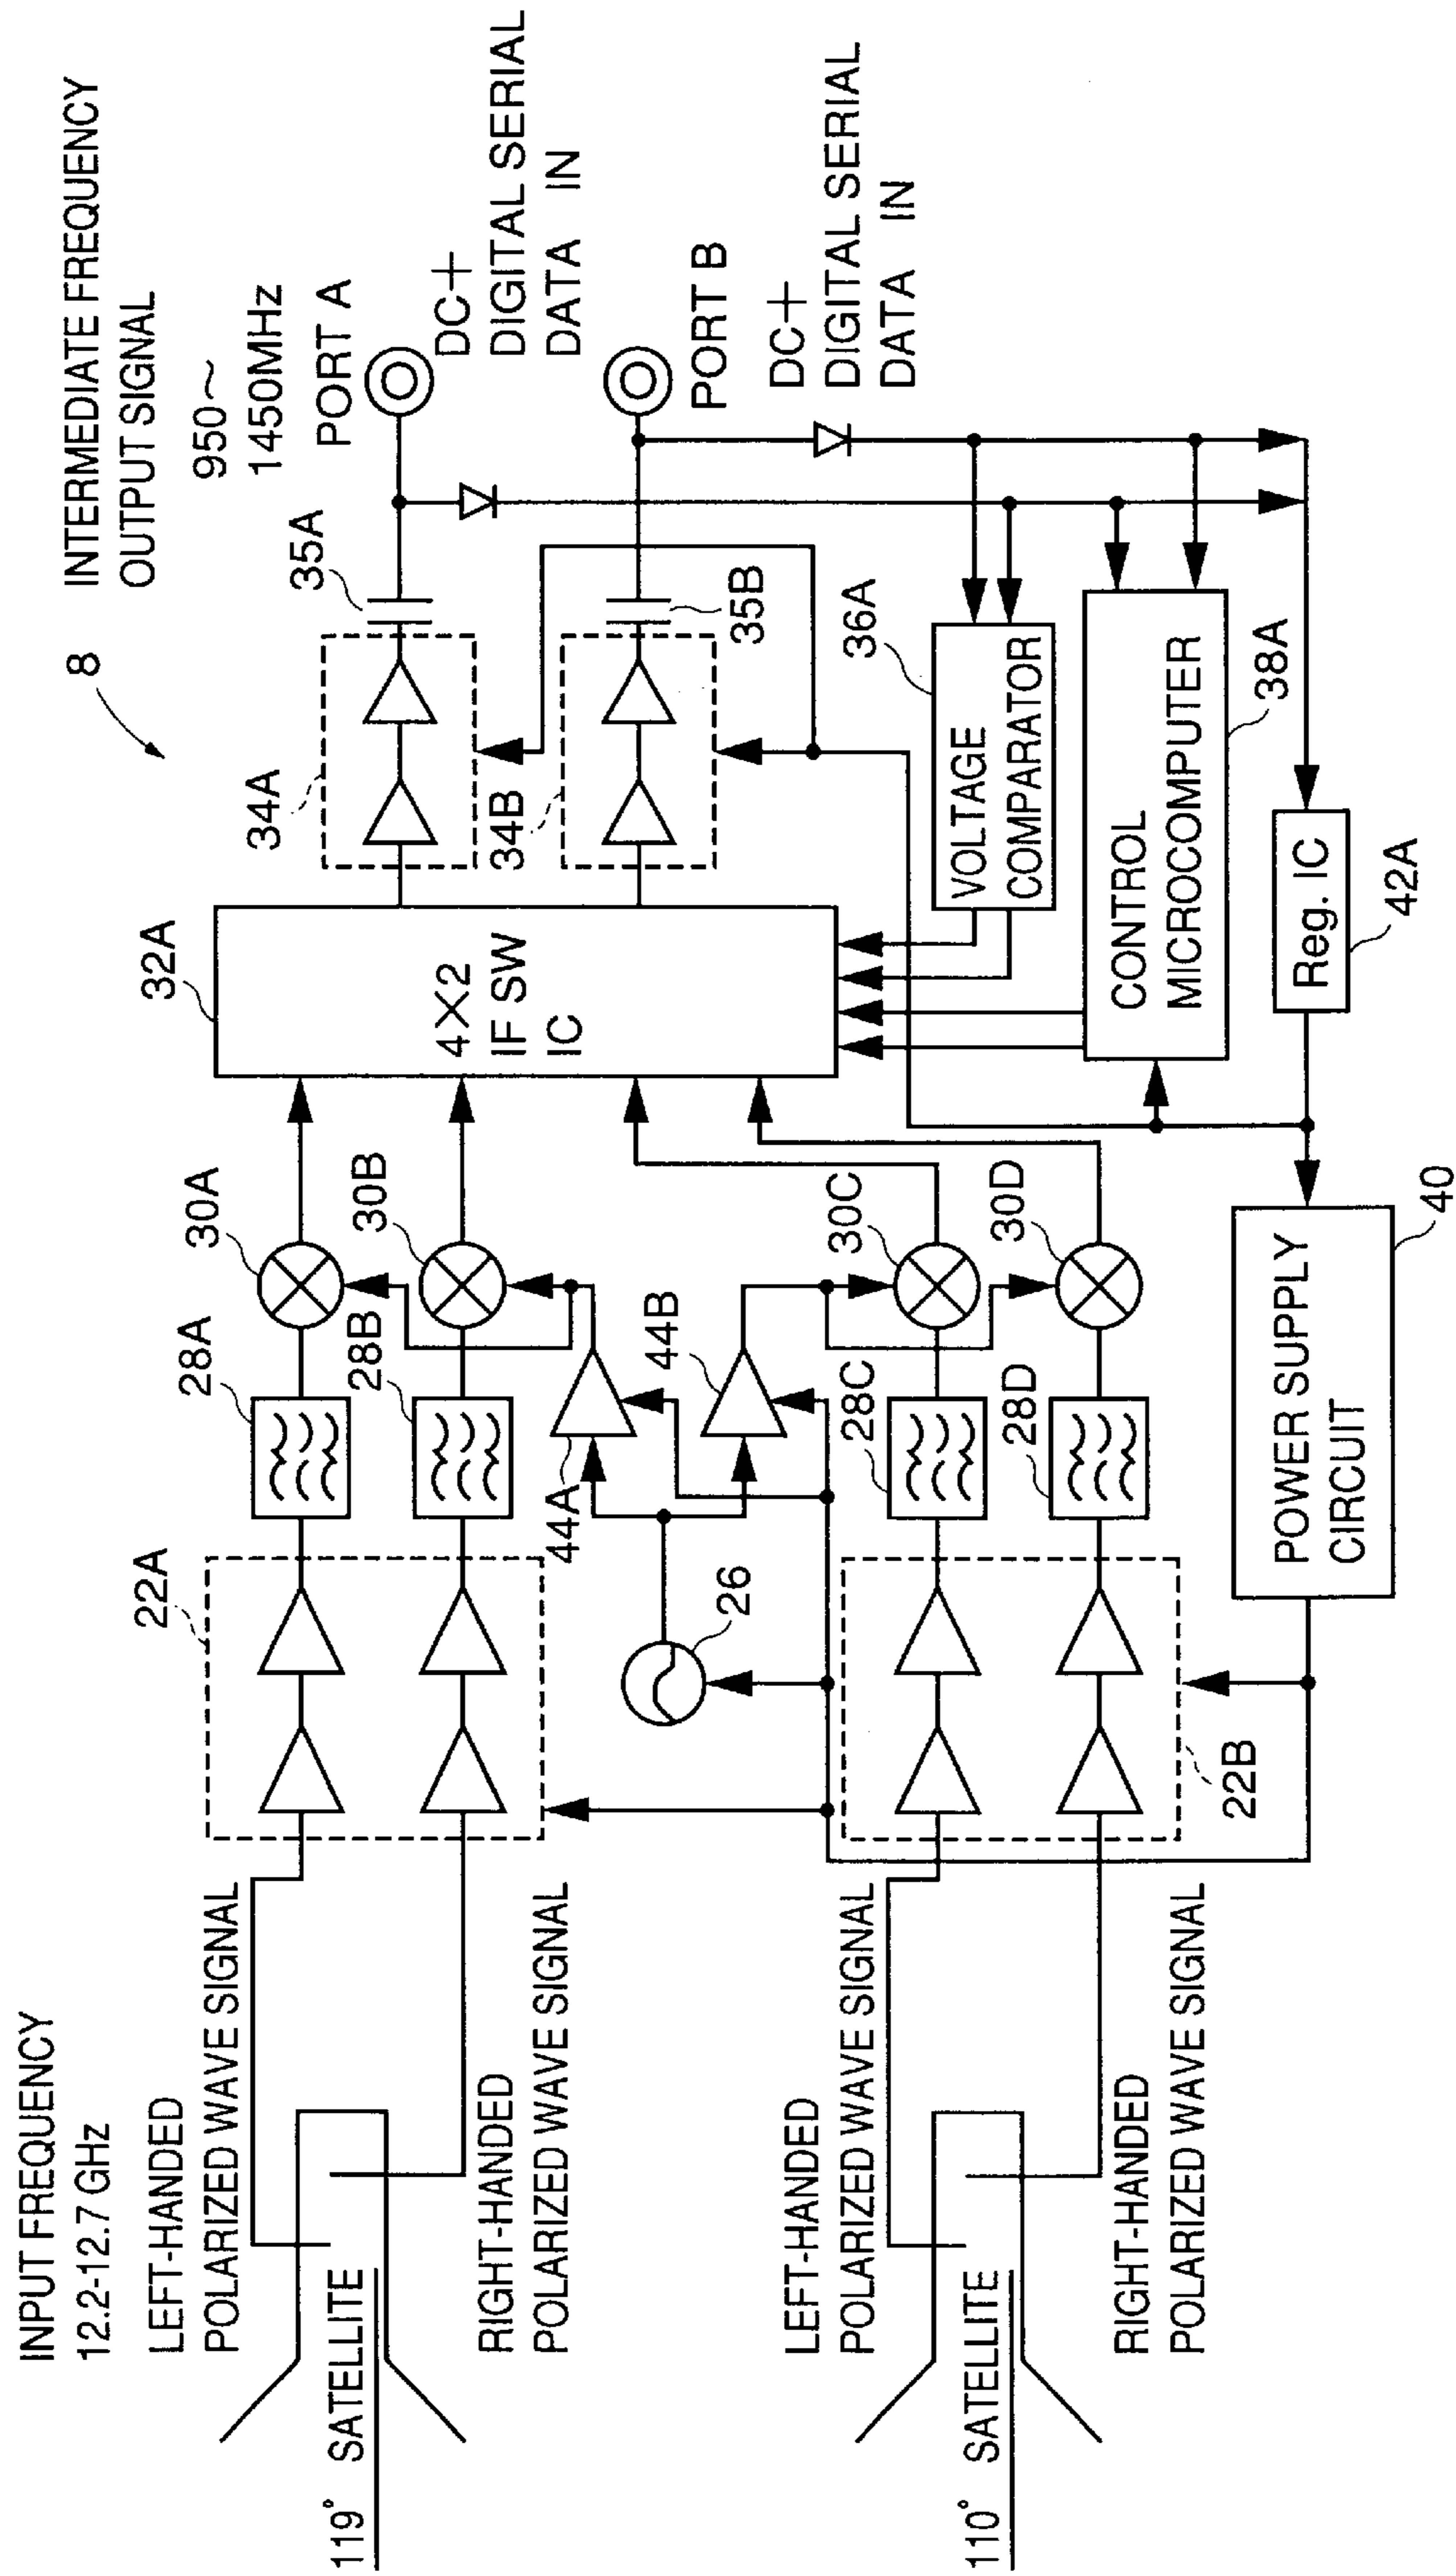 INPUT FREQUENCY
12.2-12.7 GHz
8
INTERMEDIATE FREQUENCY
OUTPUT SIGNAL
950~
1450MHz
LEFT-HANDED
POLARIZED WAVE SIGNAL
119° SATELLITE
RIGHT-HANDED
POLARIZED WAVE SIGNAL
22A
28A
30A
28B
30B
32A
4×2
IF SW
IC
34A
35A
PORT A
DC+
DIGITAL SERIAL
DATA IN
34B
35B
PORT B
DC+
DIGITAL SERIAL
DATA IN
26
44A
44B
LEFT-HANDED
POLARIZED WAVE SIGNAL
110° SATELLITE
RIGHT-HANDED
POLARIZED WAVE SIGNAL
22B
28C
30C
28D
30D
36A
VOLTAGE
COMPARATOR
CONTROL
MICROCOMPUTER
38A
Reg. IC
42A
POWER SUPPLY
CIRCUIT
40